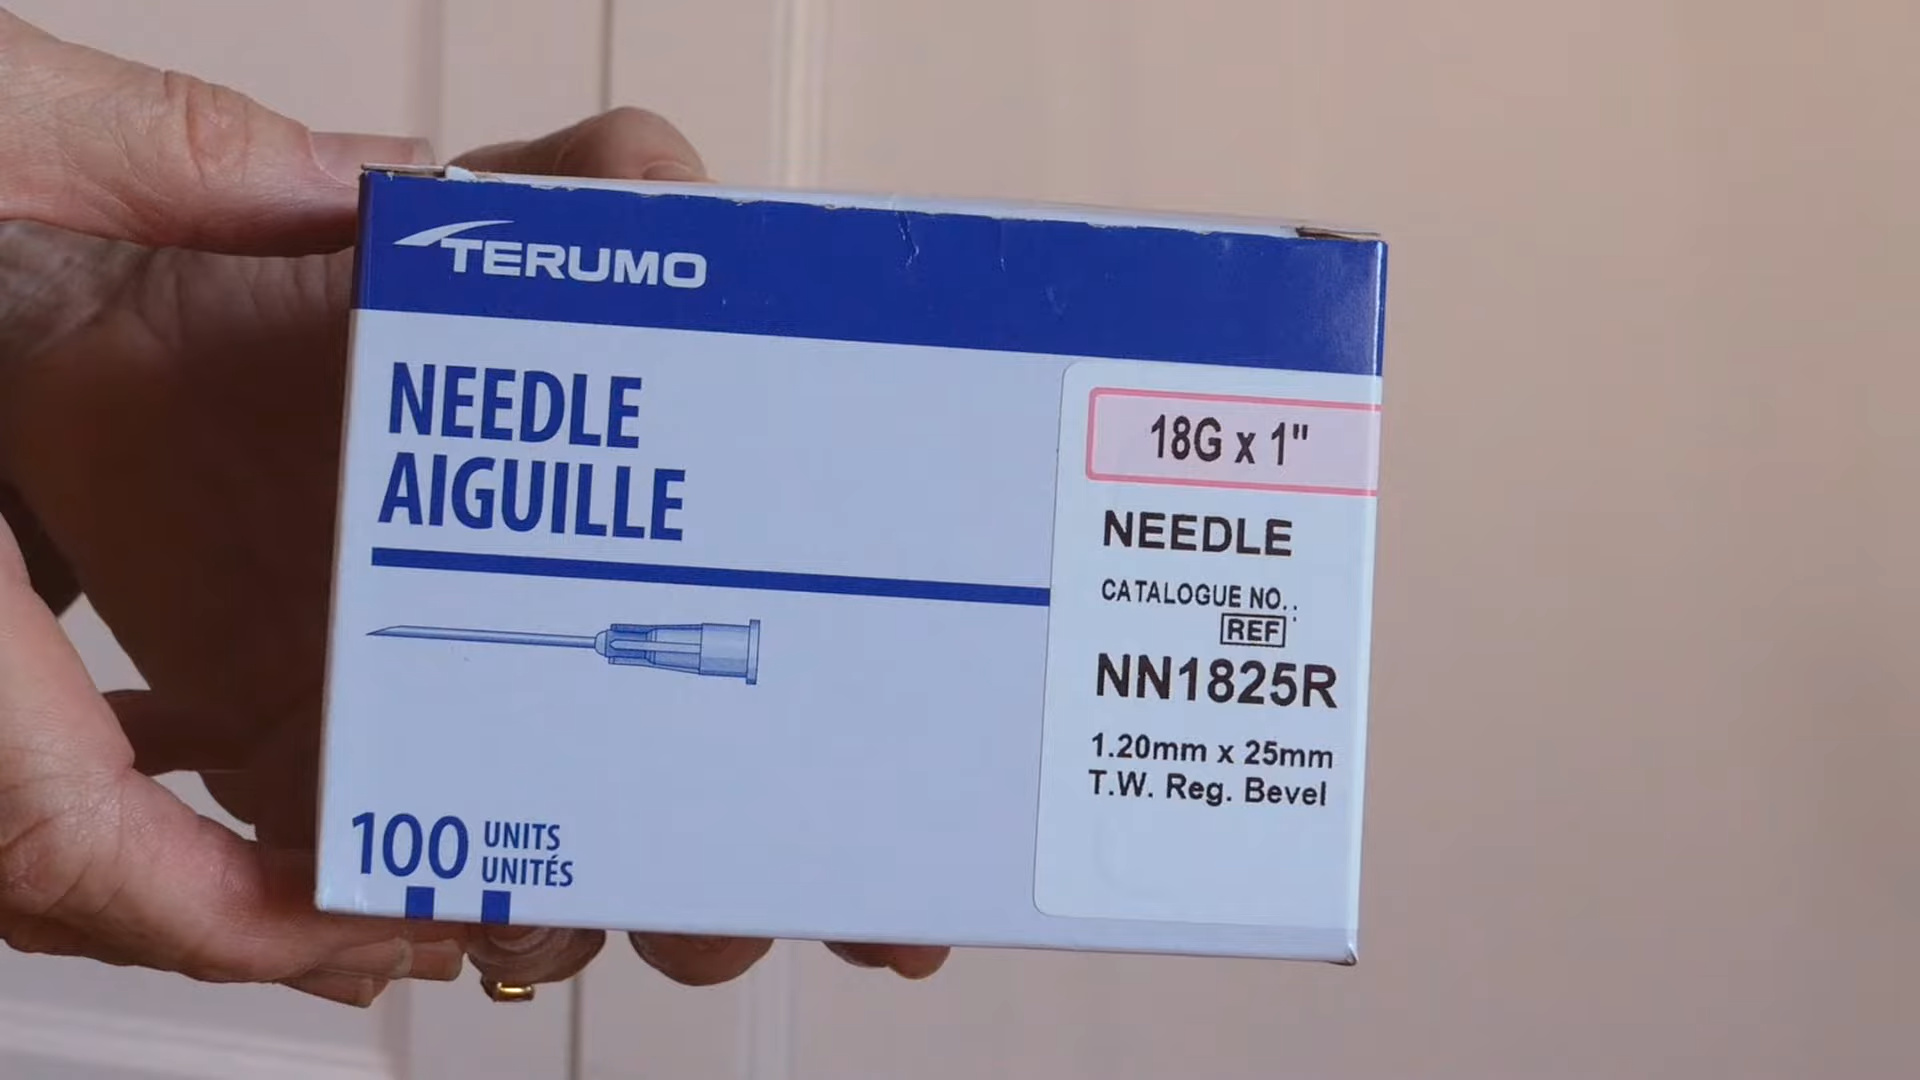 TERUMO
NEEDLE
AIGUILLE
100 UNITS
UNITÉS
18G x 1"
NEEDLE
CATALOGUE NO.:
REF
NN1825R
1.20mm x 25mm
T.W. Reg. Bevel